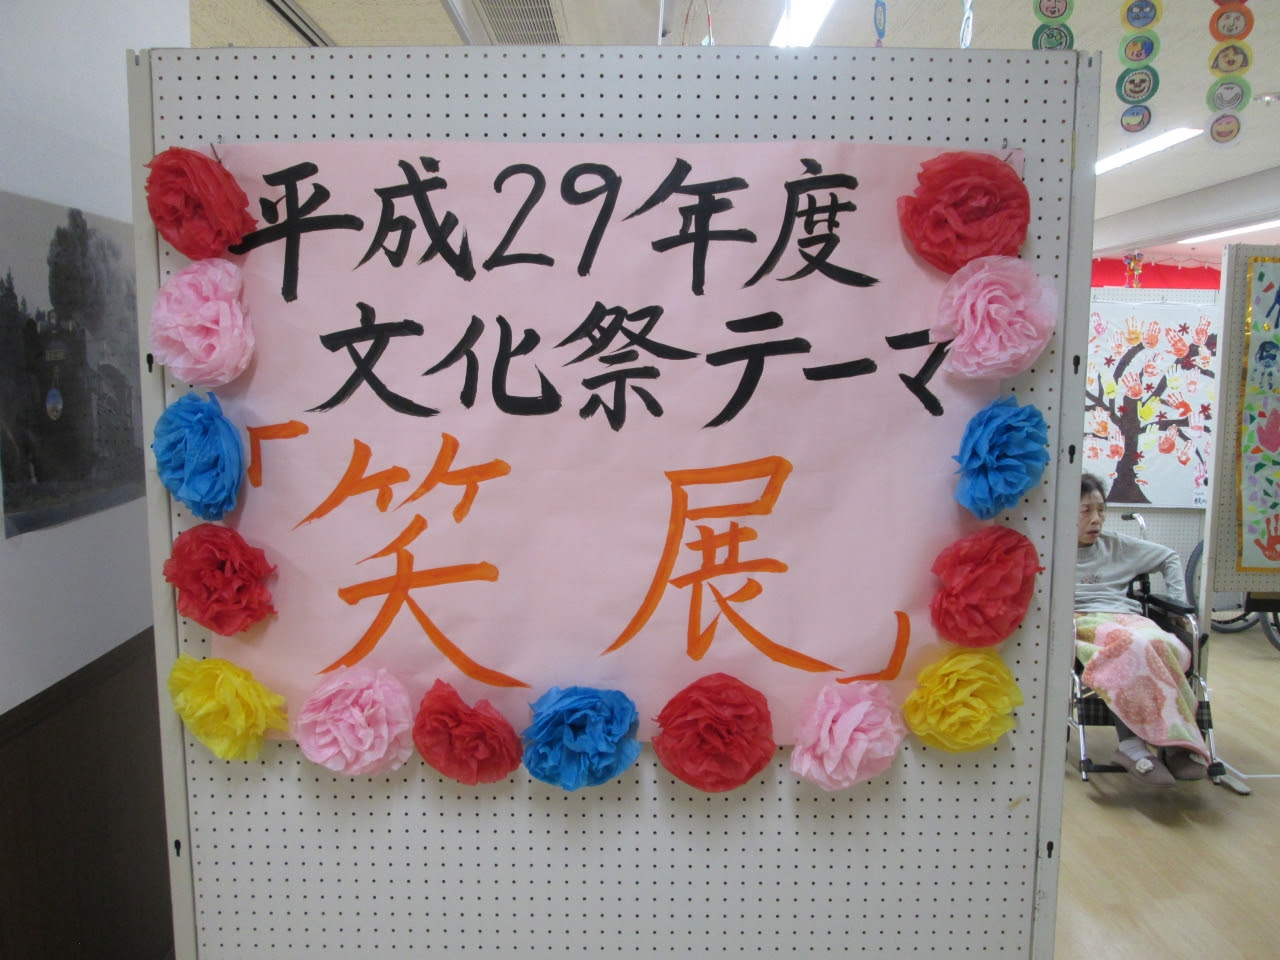 平成29年度
文化祭テーマ
「笑 展」